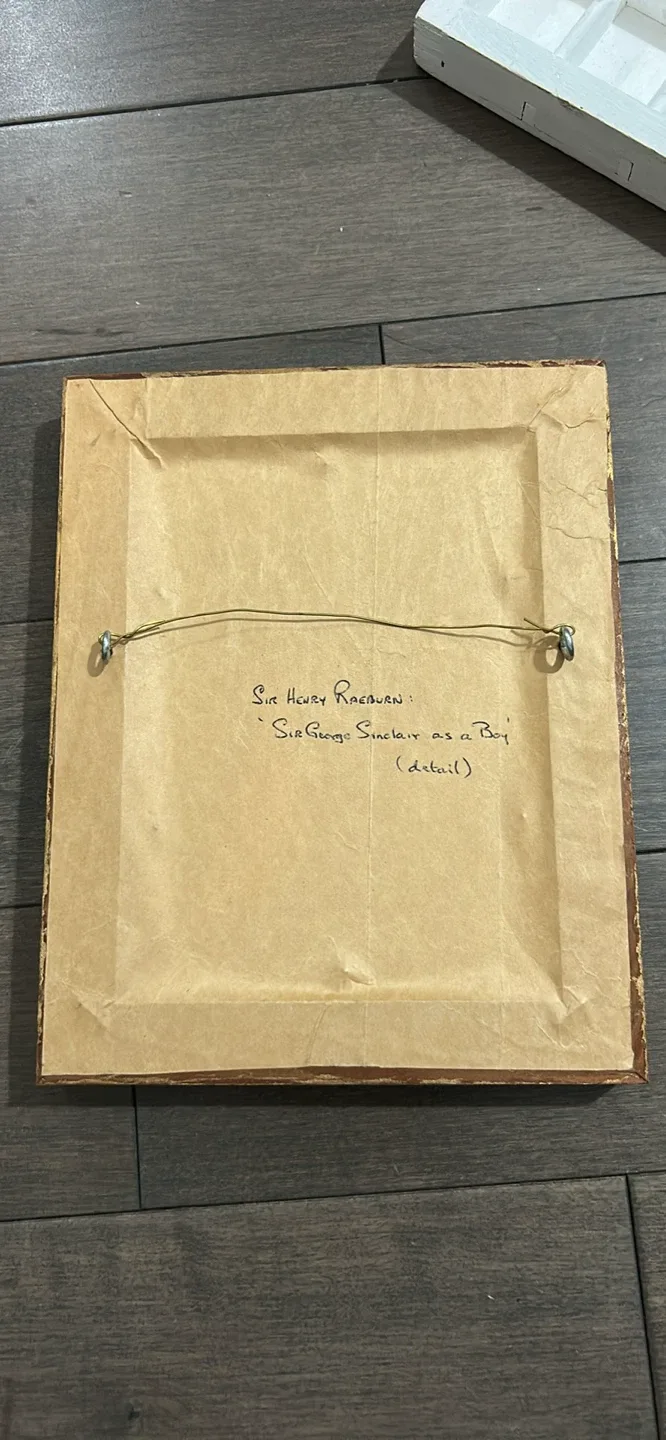 Sir Henry Raeburn:
'Sir George Sinclair as a Boy'
(detail)